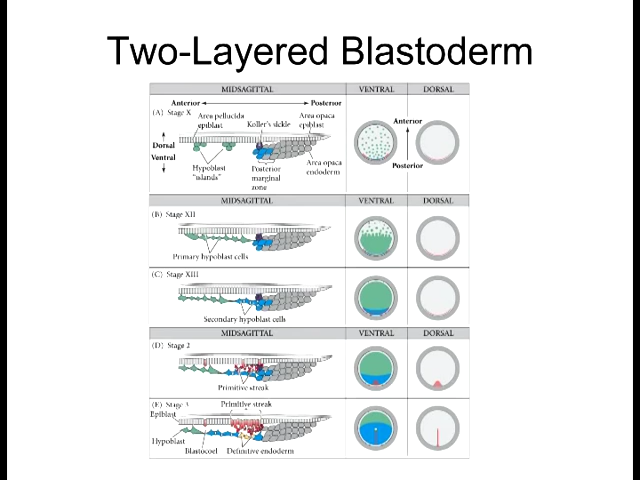 Two-Layered Blastoderm
MIDSAGITTAL VENTRAL DORSAL
Anterior Posterior
(A) Stage X
Area pellucida epiblast
Koller's sickle
Area opaca epiblast
Dorsal
Ventral
Hypoblast "islands"
Posterior marginal zone
Area opaca endoderm
Anterior
Posterior
MIDSAGITTAL VENTRAL DORSAL
(B) Stage XII
Primary hypoblast cells
(C) Stage XIII
Secondary hypoblast cells
MIDSAGITTAL VENTRAL DORSAL
(D) Stage 2
Primitive streak
(E) Stage 3
Primitive streak
Epiblast
Hypoblast
Blastocoel
Definitive endoderm